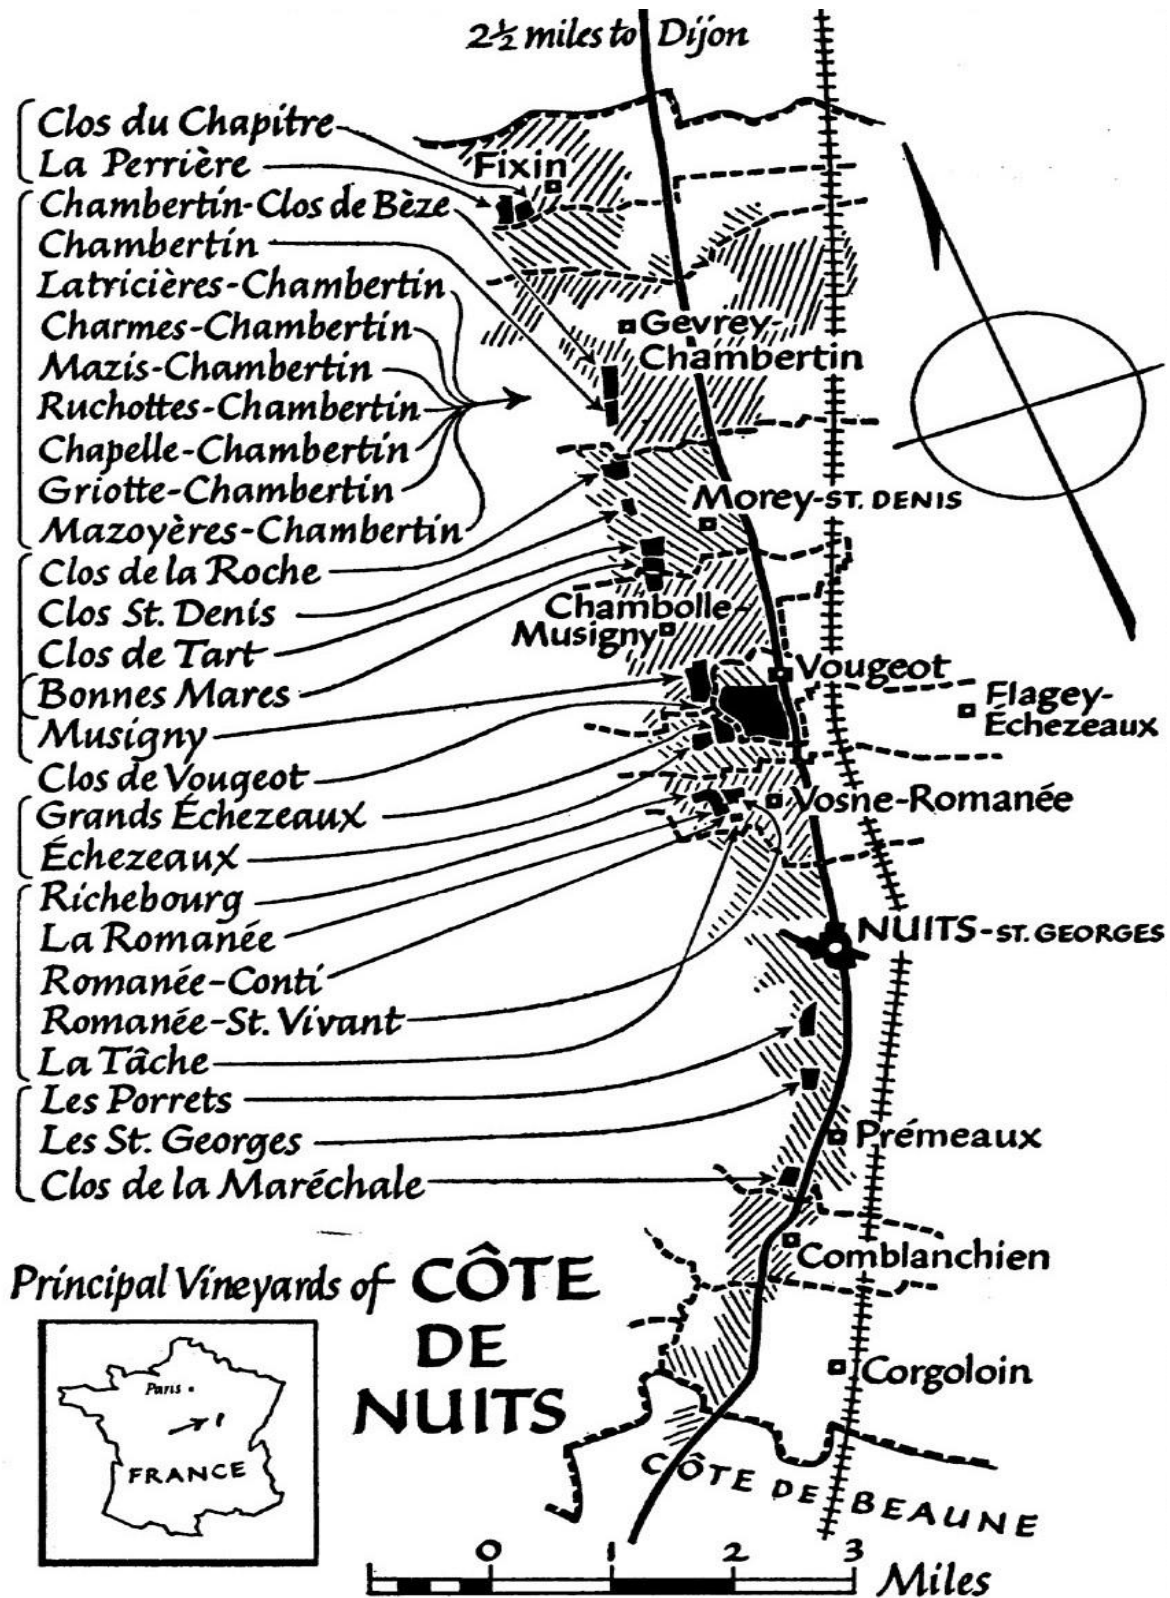 2½ miles to Dijon
Clos du Chapitre
La Perrière
Chambertin-Clos de Bèze
Chambertin
Latricières-Chambertin
Charmes-Chambertin
Mazis-Chambertin
Ruchottes-Chambertin
Chapelle-Chambertin
Griotte-Chambertin
Mazoyères-Chambertin
Clos de la Roche
Clos St. Denis
Clos de Tart
Bonnes Mares
Musigny
Clos de Vougeot
Grands Échezeaux
Échezeaux
Richebourg
La Romanée
Romanée-Conti
Romanée-St. Vivant
La Tâche
Les Porrets
Les St. Georges
Clos de la Maréchale
Fixin
Gevrey-
Chambertin
Morey-ST. DENIS
Chambolle-
Musigny
Vougeot
Flagey-
Échezeaux
Vosne-Romanée
NUITS-ST. GEORGES
Prémeaux
Comblanchien
Corgoloin
CÔTE DE BEAUNE
Principal Vineyards of CÔTE
DE
NUITS
Paris
FRANCE
0 1 2 3
Miles